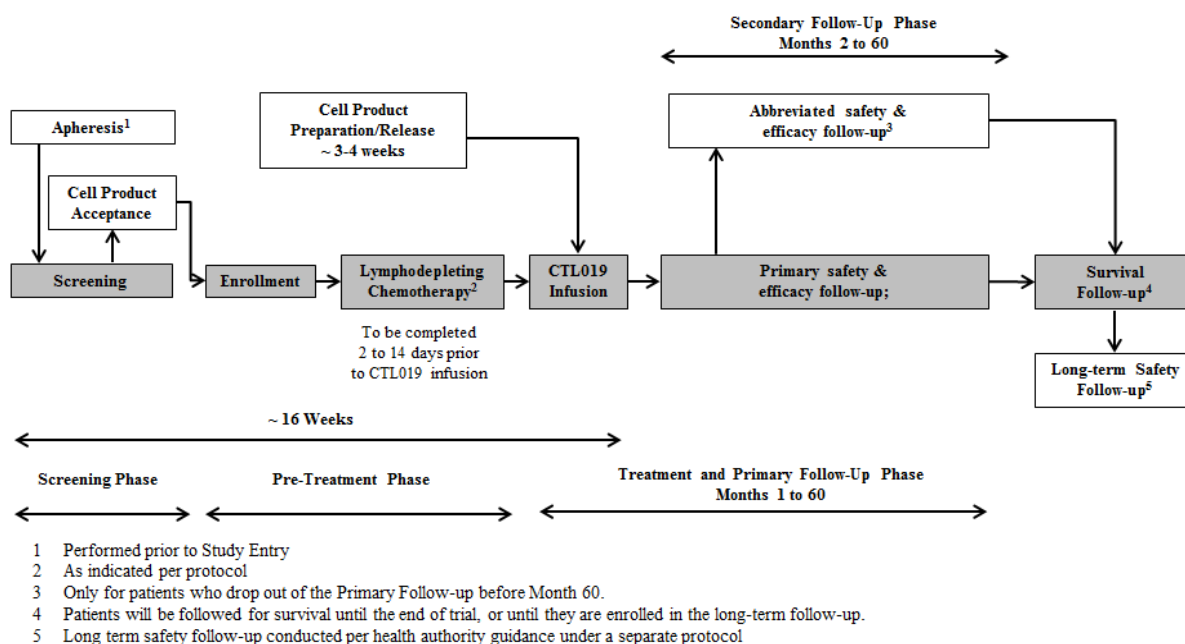 Secondary Follow-Up Phase
Months 2 to 60
Apheresis1
Cell Product
Preparation/Release
~ 3-4 weeks
Abbreviated safety &
efficacy follow-up3
Cell Product
Acceptance
Screening
Enrollment
Lymphodepleting
Chemotherapy2
CTL019
Infusion
Primary safety &
efficacy follow-up;
Survival
Follow-up4
To be completed
2 to 14 days prior
to CTL019 infusion
Long-term Safety
Follow-up5
~ 16 Weeks
Screening Phase
Pre-Treatment Phase
Treatment and Primary Follow-Up Phase
Months 1 to 60
1 Performed prior to Study Entry
2 As indicated per protocol
3 Only for patients who drop out of the Primary Follow-up before Month 60.
4 Patients will be followed for survival until the end of trial, or until they are enrolled in the long-term follow-up.
5 Long term safety follow-up conducted per health authority guidance under a separate protocol